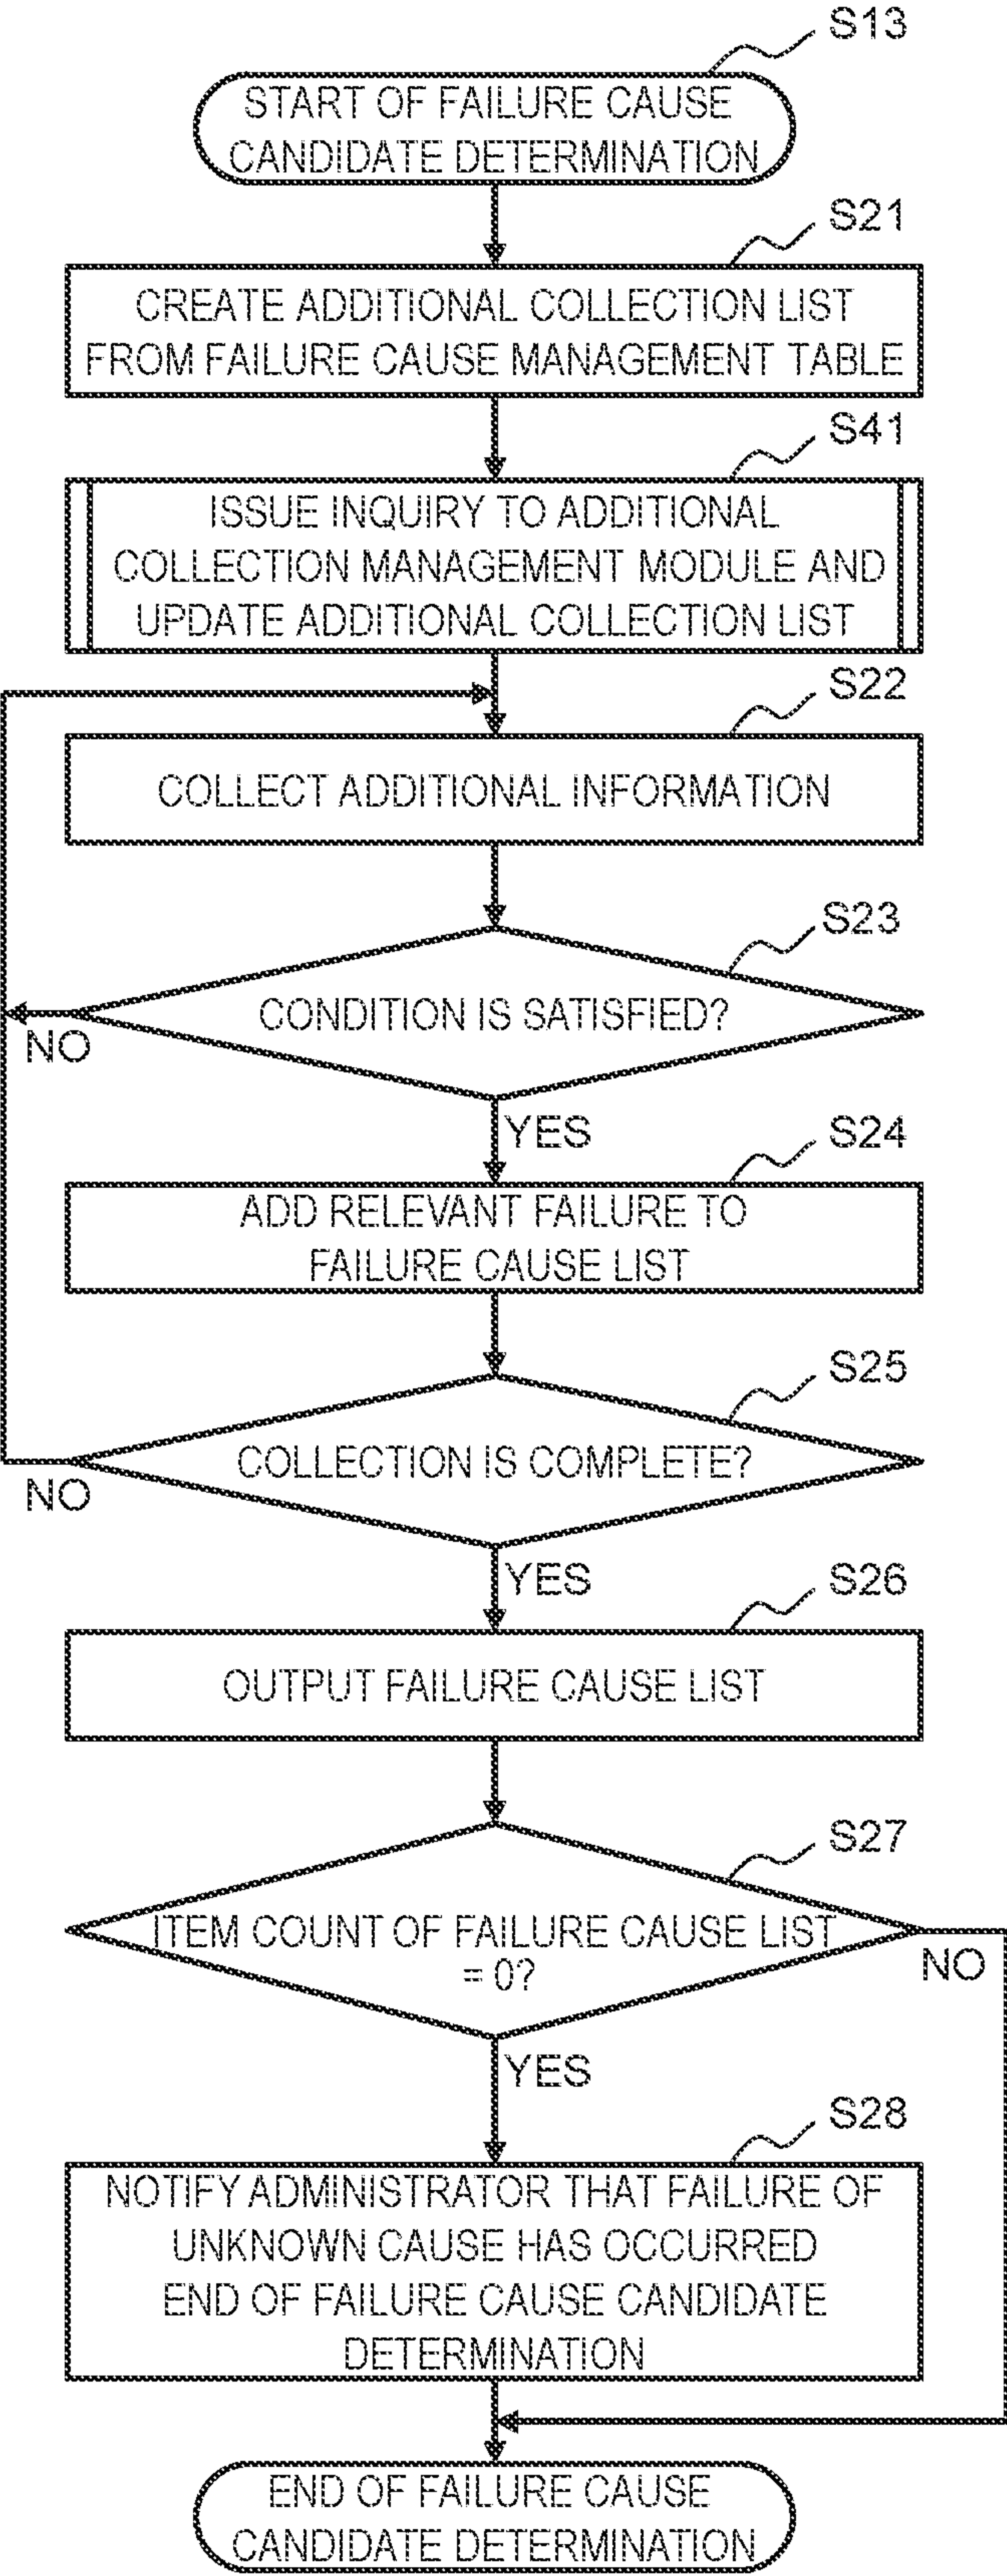 S13
START OF FAILURE CAUSE
CANDIDATE DETERMINATION
S21
CREATE ADDITIONAL COLLECTION LIST
FROM FAILURE CAUSE MANAGEMENT TABLE
S41
ISSUE INQUIRY TO ADDITIONAL
COLLECTION MANAGEMENT MODULE AND
UPDATE ADDITIONAL COLLECTION LIST
S22
COLLECT ADDITIONAL INFORMATION
S23
CONDITION IS SATISFIED?
NO
YES
S24
ADD RELEVANT FAILURE TO
FAILURE CAUSE LIST
S25
COLLECTION IS COMPLETE?
NO
YES
S26
OUTPUT FAILURE CAUSE LIST
S27
ITEM COUNT OF FAILURE CAUSE LIST
= 0?
NO
YES
S28
NOTIFY ADMINISTRATOR THAT FAILURE OF
UNKNOWN CAUSE HAS OCCURRED
END OF FAILURE CAUSE CANDIDATE
DETERMINATION
END OF FAILURE CAUSE
CANDIDATE DETERMINATION